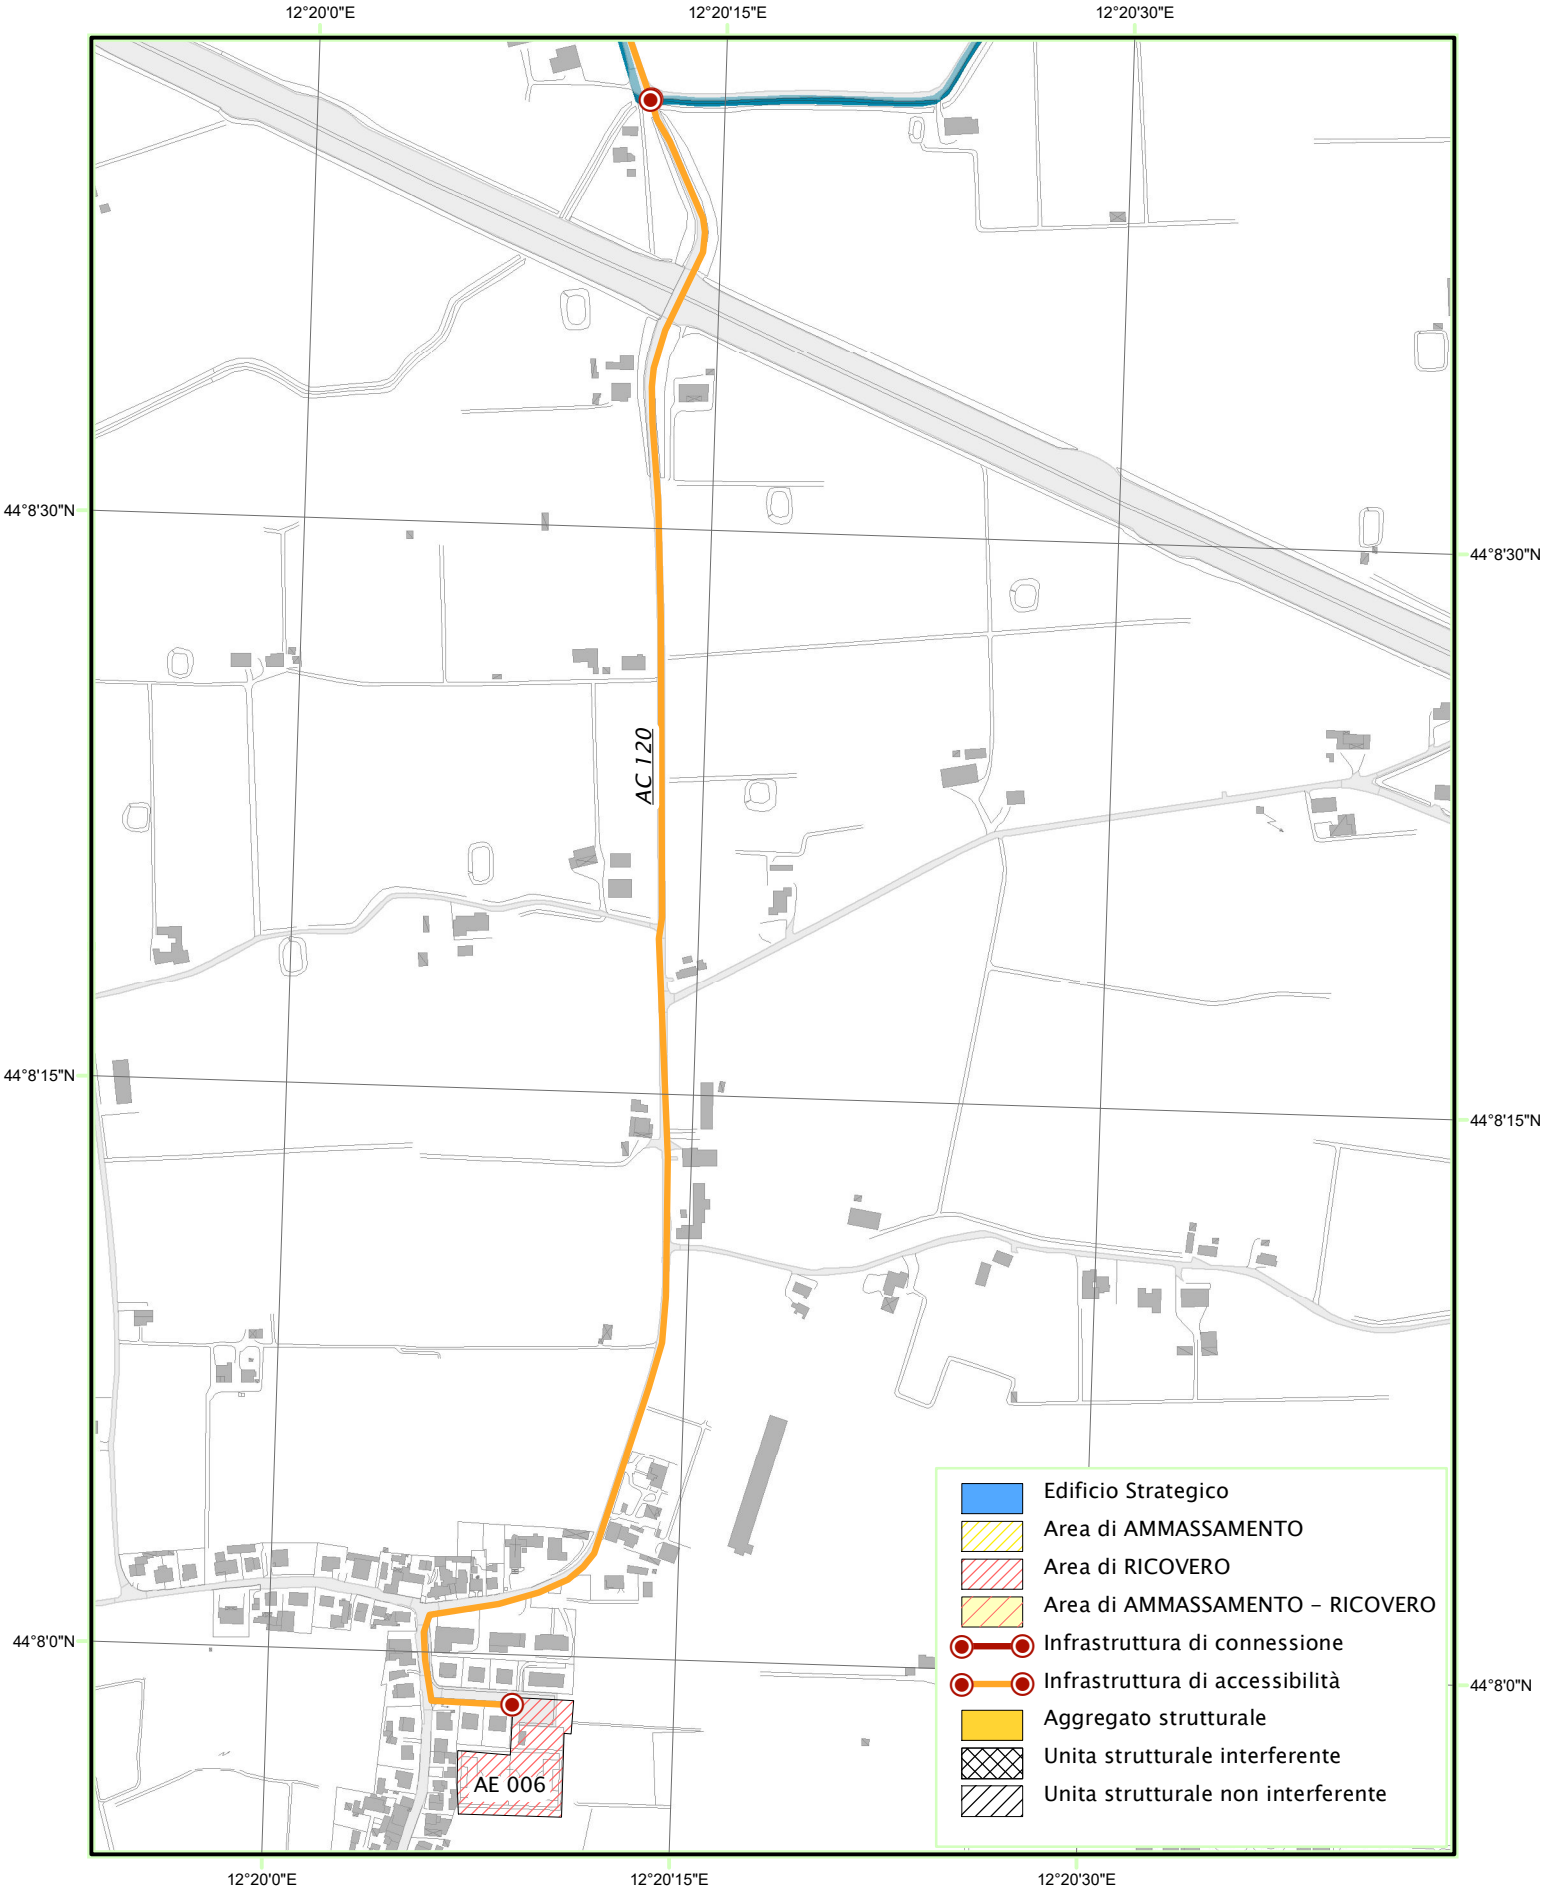 12°20'0"E
12°20'15"E
12°20'30"E
44°8'30"N
44°8'30"N
AC 120
44°8'15"N
44°8'15"N
Edificio Strategico
Area di AMMASSAMENTO
Area di RICOVERO
Area di AMMASSAMENTO - RICOVERO
Infrastruttura di connessione
Infrastruttura di accessibilità
Aggregato strutturale
Unita strutturale interferente
Unita strutturale non interferente
44°8'0"N
44°8'0"N
AE 006
12°20'0"E
12°20'15"E
12°20'30"E